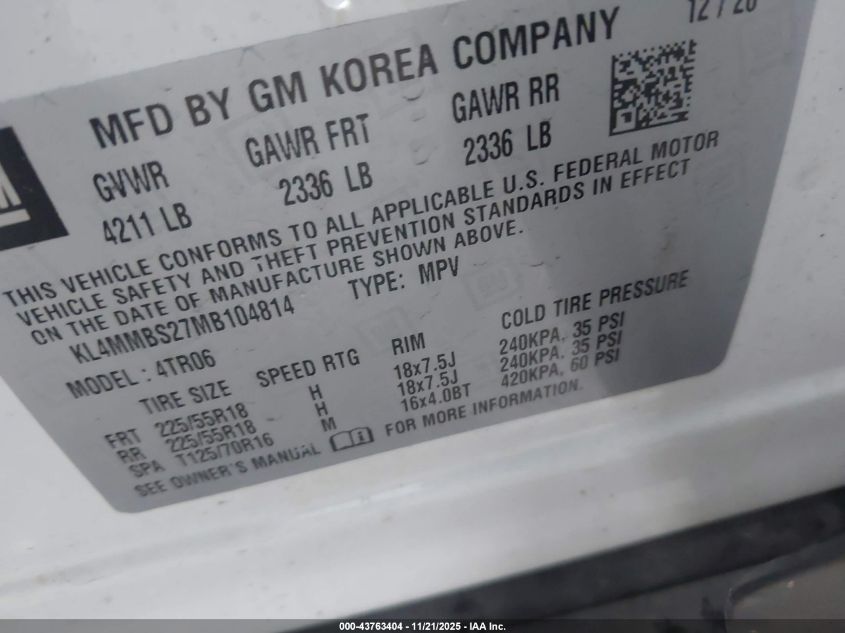 12 / 20
MFD BY GM KOREA COMPANY
GVWR GAWR FRT GAWR RR
4211 LB 2336 LB 2336 LB
THIS VEHICLE CONFORMS TO ALL APPLICABLE U.S. FEDERAL MOTOR
VEHICLE SAFETY AND THEFT PREVENTION STANDARDS IN EFFECT
ON THE DATE OF MANUFACTURE SHOWN ABOVE.
KL4MMBS27MB104814 TYPE: MPV
MODEL : 4TR06
TIRE SIZE SPEED RTG RIM COLD TIRE PRESSURE
FRT 225/55R18 H 18x7.5J 240KPA, 35 PSI
RR 225/55R18 H 18x7.5J 240KPA, 35 PSI
SPA T125/70R16 M 16x4.0BT 420KPA, 60 PSI
SEE OWNER'S MANUAL FOR MORE INFORMATION.
000-43763404 - 11/21/2025 - IAA Inc.